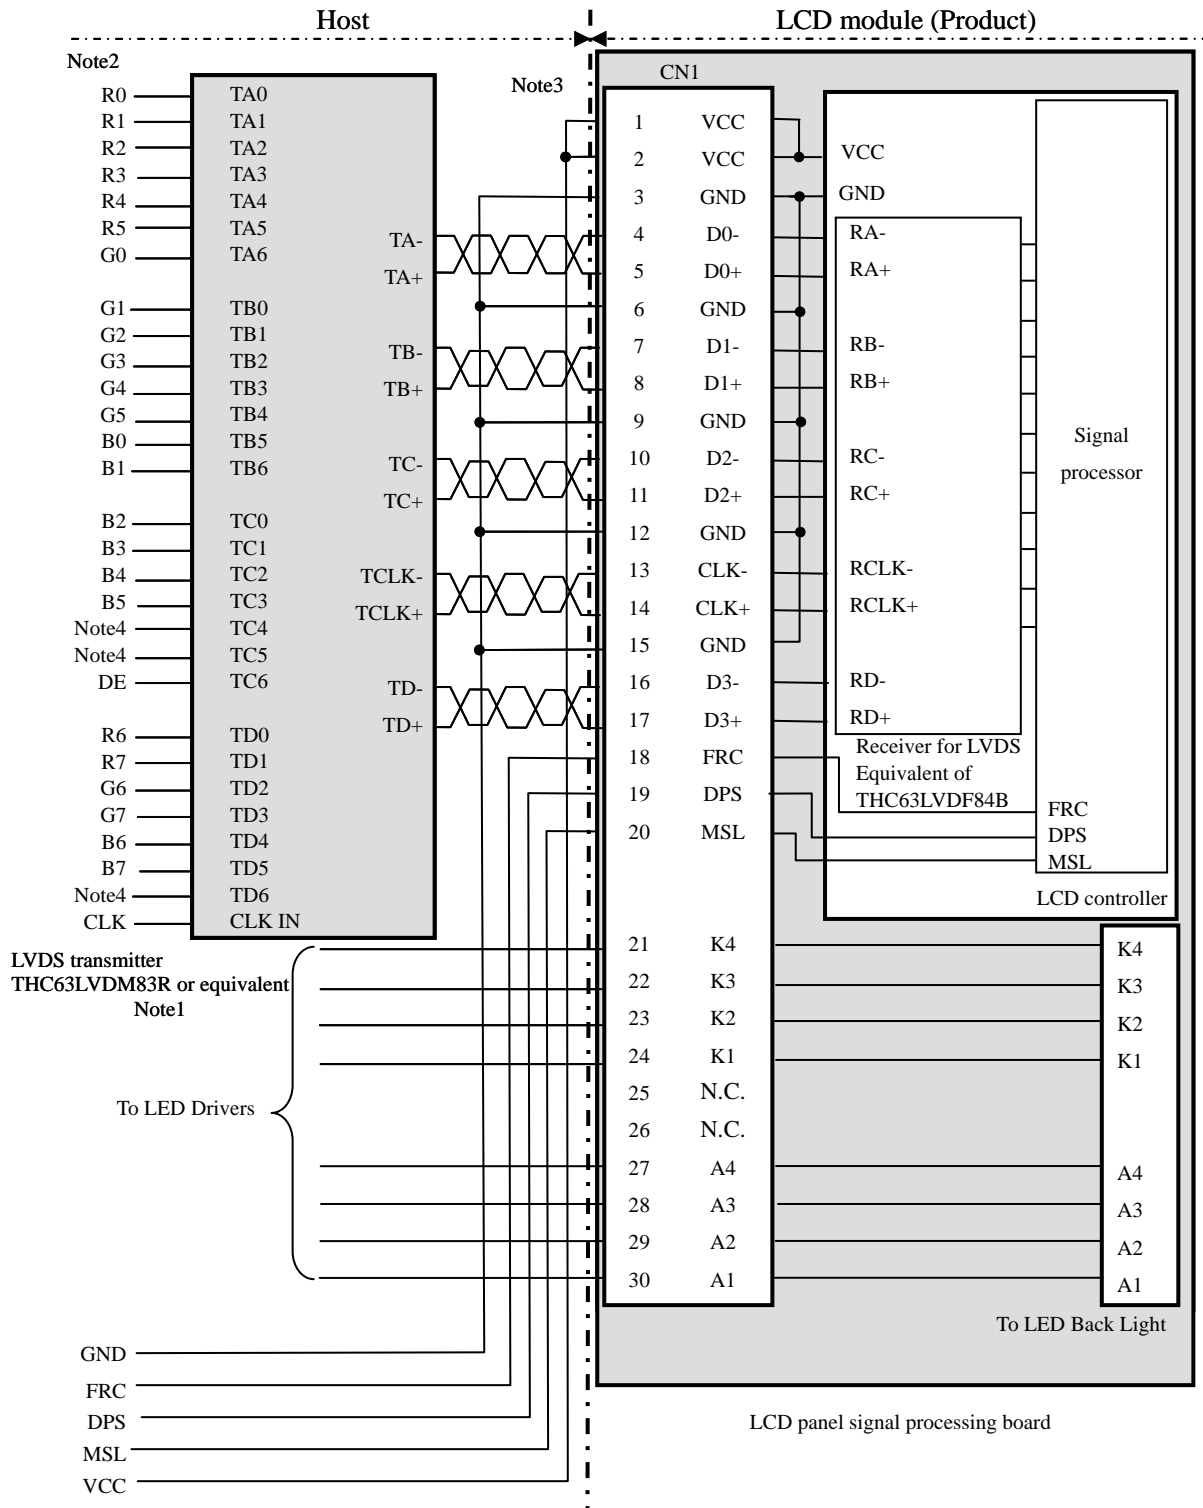 Host
LCD module (Product)
Note2
Note3
R0 TA0
R1 TA1
R2 TA2
R3 TA3
R4 TA4
R5 TA5
G0 TA6
G1 TB0
G2 TB1
G3 TB2
G4 TB3
G5 TB4
B0 TB5
B1 TB6
B2 TC0
B3 TC1
B4 TC2
B5 TC3
Note4 TC4
Note4 TC5
DE TC6
R6 TD0
R7 TD1
G6 TD2
G7 TD3
B6 TD4
B7 TD5
Note4 TD6
CLK CLK IN
TA-
TA+
TB-
TB+
TC-
TC+
TCLK-
TCLK+
TD-
TD+
LVDS transmitter
THC63LVDM83R or equivalent
Note1
To LED Drivers
GND
FRC
DPS
MSL
VCC
CN1
1 VCC
2 VCC
3 GND
4 D0-
5 D0+
6 GND
7 D1-
8 D1+
9 GND
10 D2-
11 D2+
12 GND
13 CLK-
14 CLK+
15 GND
16 D3-
17 D3+
18 FRC
19 DPS
20 MSL
21 K4
22 K3
23 K2
24 K1
25 N.C.
26 N.C.
27 A4
28 A3
29 A2
30 A1
VCC
GND
RA-
RA+
RB-
RB+
RC-
RC+
RCLK-
RCLK+
RD-
RD+
Receiver for LVDS
Equivalent of
THC63LVDF84B
Signal
processor
FRC
DPS
MSL
LCD controller
K4
K3
K2
K1
A4
A3
A2
A1
To LED Back Light
LCD panel signal processing board